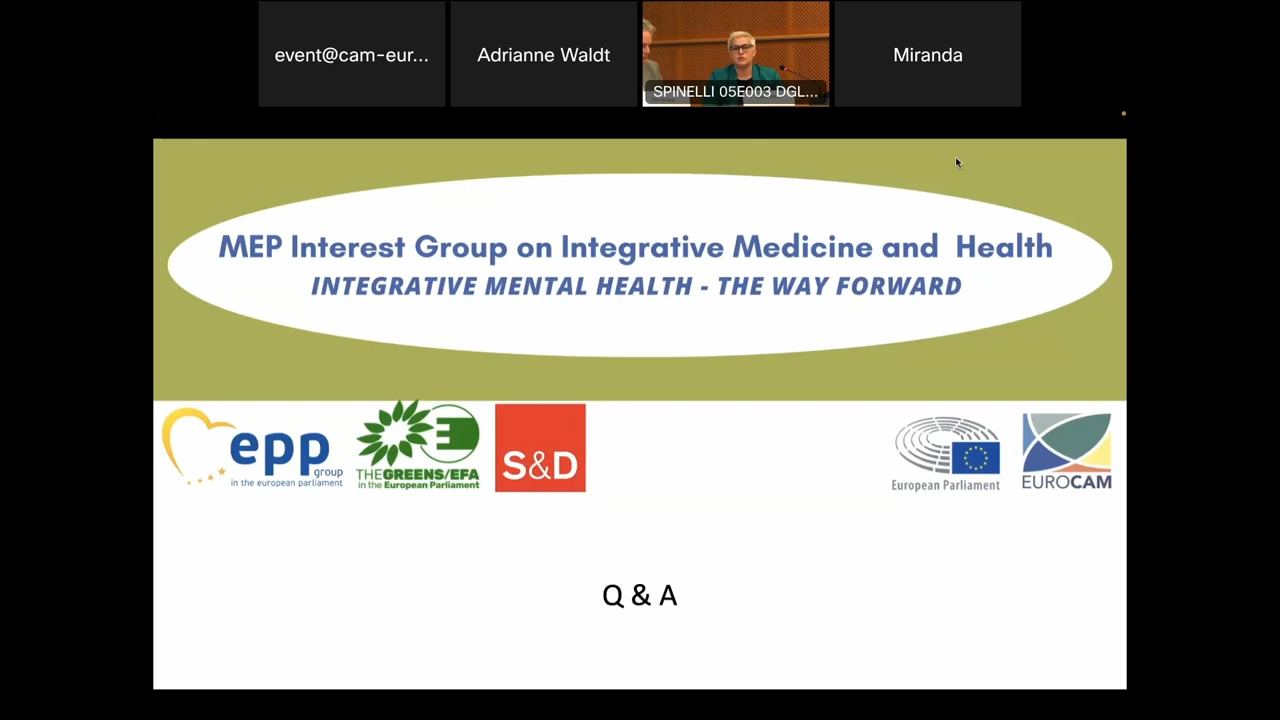 event@cam-eur...
Adrianne Waldt
SPINELLI 05E003 DGL...
Miranda
MEP Interest Group on Integrative Medicine and Health
INTEGRATIVE MENTAL HEALTH - THE WAY FORWARD
epp
group
in the european parliament
THE GREENS/EFA
in the European Parliament
S&D
European Parliament
EUROCAM
Q & A